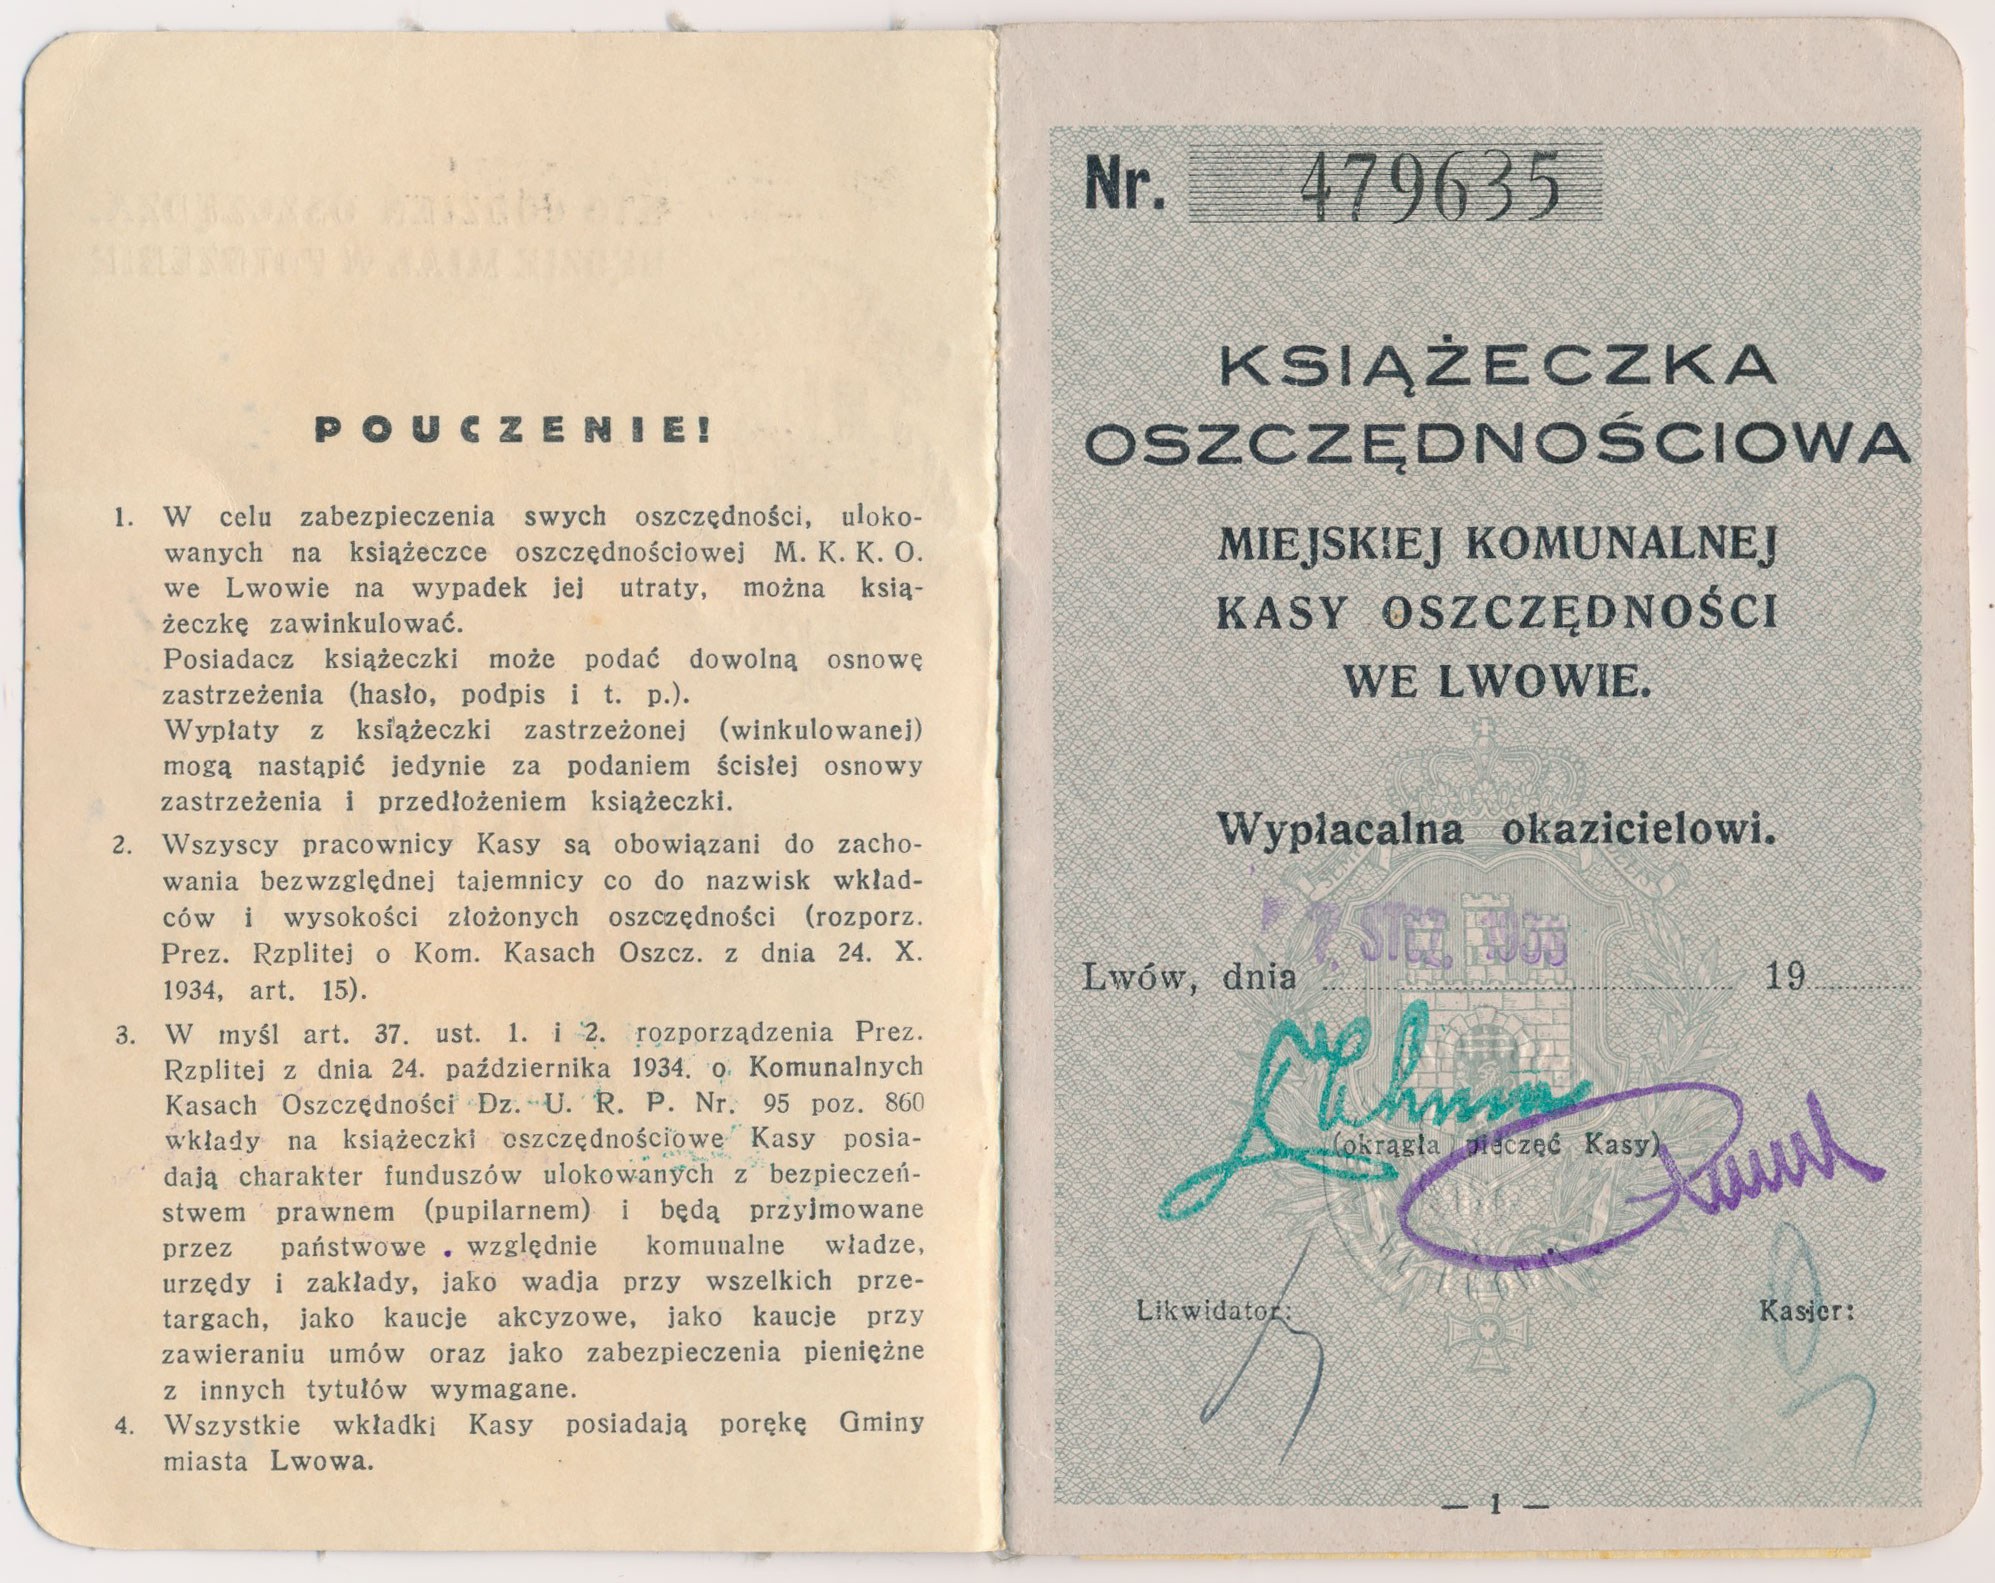 POUCZENIE!
1. W celu zabezpieczenia swych oszczędności, uloko-
wanych na książeczce oszczędnościowej M. K. K. O.
we Lwowie na wypadek jej utraty, można ksią-
żeczkę zawinkulować.
Posiadacz książeczki może podać dowolną osnowę
zastrzeżenia (hasło, podpis i t. p.).
Wypłaty z książeczki zastrzeżonej (winkulowanej)
mogą nastąpić jedynie za podaniem ścisłej osnowy
zastrzeżenia i przedłożeniem książeczki.
2. Wszyscy pracownicy Kasy są obowiązani do zacho-
wania bezwzględnej tajemnicy co do nazwisk wkład-
ców i wysokości złożonych oszczędności (rozporz.
Prez. Rzplitej o Kom. Kasach Oszcz. z dnia 24. X.
1934, art. 15).
3. W myśl art. 37. ust. 1. i 2. rozporządzenia Prez.
Rzplitej z dnia 24. października 1934. o Komunalnych
Kasach Oszczędności Dz. U. R. P. Nr. 95 poz. 860
wkłady na książeczki oszczędnościowe Kasy posia-
dają charakter funduszów ulokowanych z bezpieczeń-
stwem prawnem (pupilarnem) i będą przyjmowane
przez państwowe względnie komunalne władze,
urzędy i zakłady, jako wadja przy wszelkich prze-
targach, jako kaucje akcyzowe, jako kaucje przy
zawieraniu umów oraz jako zabezpieczenia pieniężne
z innych tytułów wymagane.
4. Wszystkie wkładki Kasy posiadają porękę Gminy
miasta Lwowa.
Nr. 479635
KSIĄŻECZKA
OSZCZĘDNOŚCIOWA
MIEJSKIEJ KOMUNALNEJ
KASY OSZCZĘDNOŚCI
WE LWOWIE.
Wypłacalna okazicielowi.
SEMPER FIDELIS
7. STCZ. 19
Lwów, dnia 19
(okrągła pieczęć Kasy)
Likwidator: Kasjer:
— 1 —